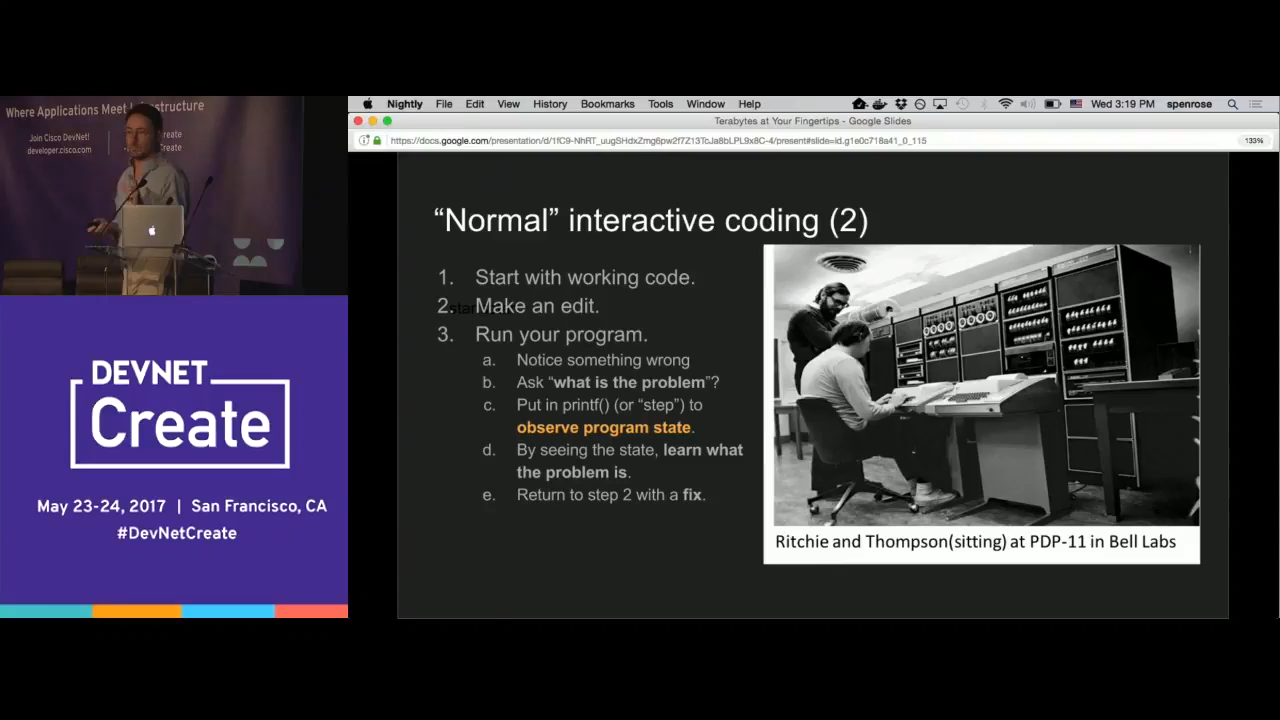 Where Applications Meet Infrastructure
Join Cisco DevNet!
developer.cisco.com
Create
Create
DEVNET
Create
May 23-24, 2017 | San Francisco, CA
#DevNetCreate
Nightly File Edit View History Bookmarks Tools Window Help Wed 3:19 PM spenrose
Terabytes at Your Fingertips - Google Slides
133%
“Normal” interactive coding (2)
1. Start with working code.
2. Make an edit.
3. Run your program.
a. Notice something wrong
b. Ask “what is the problem”?
c. Put in printf() (or “step”) to
observe program state.
d. By seeing the state, learn what
the problem is.
e. Return to step 2 with a fix.
Ritchie and Thompson(sitting) at PDP-11 in Bell Labs